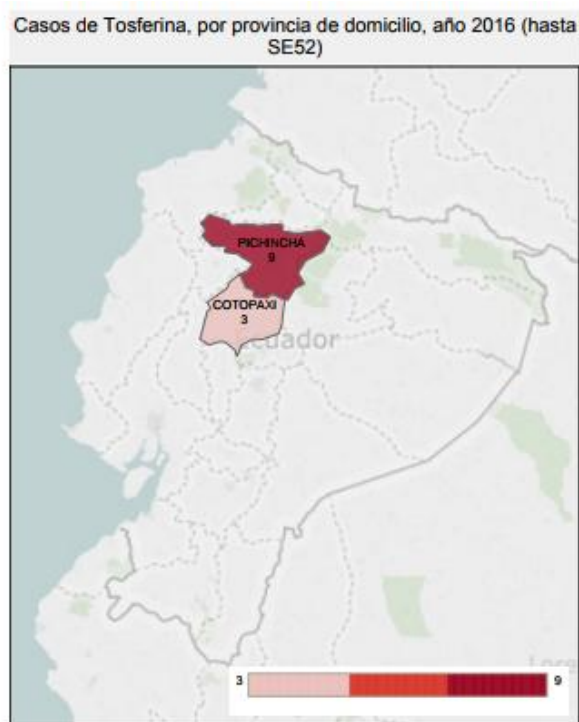 Casos de Tosferina, por provincia de domicilio, año 2016 (hasta
SE52)
PICHINCHA
9
COTOPAXI
3
Ecuador
3
9